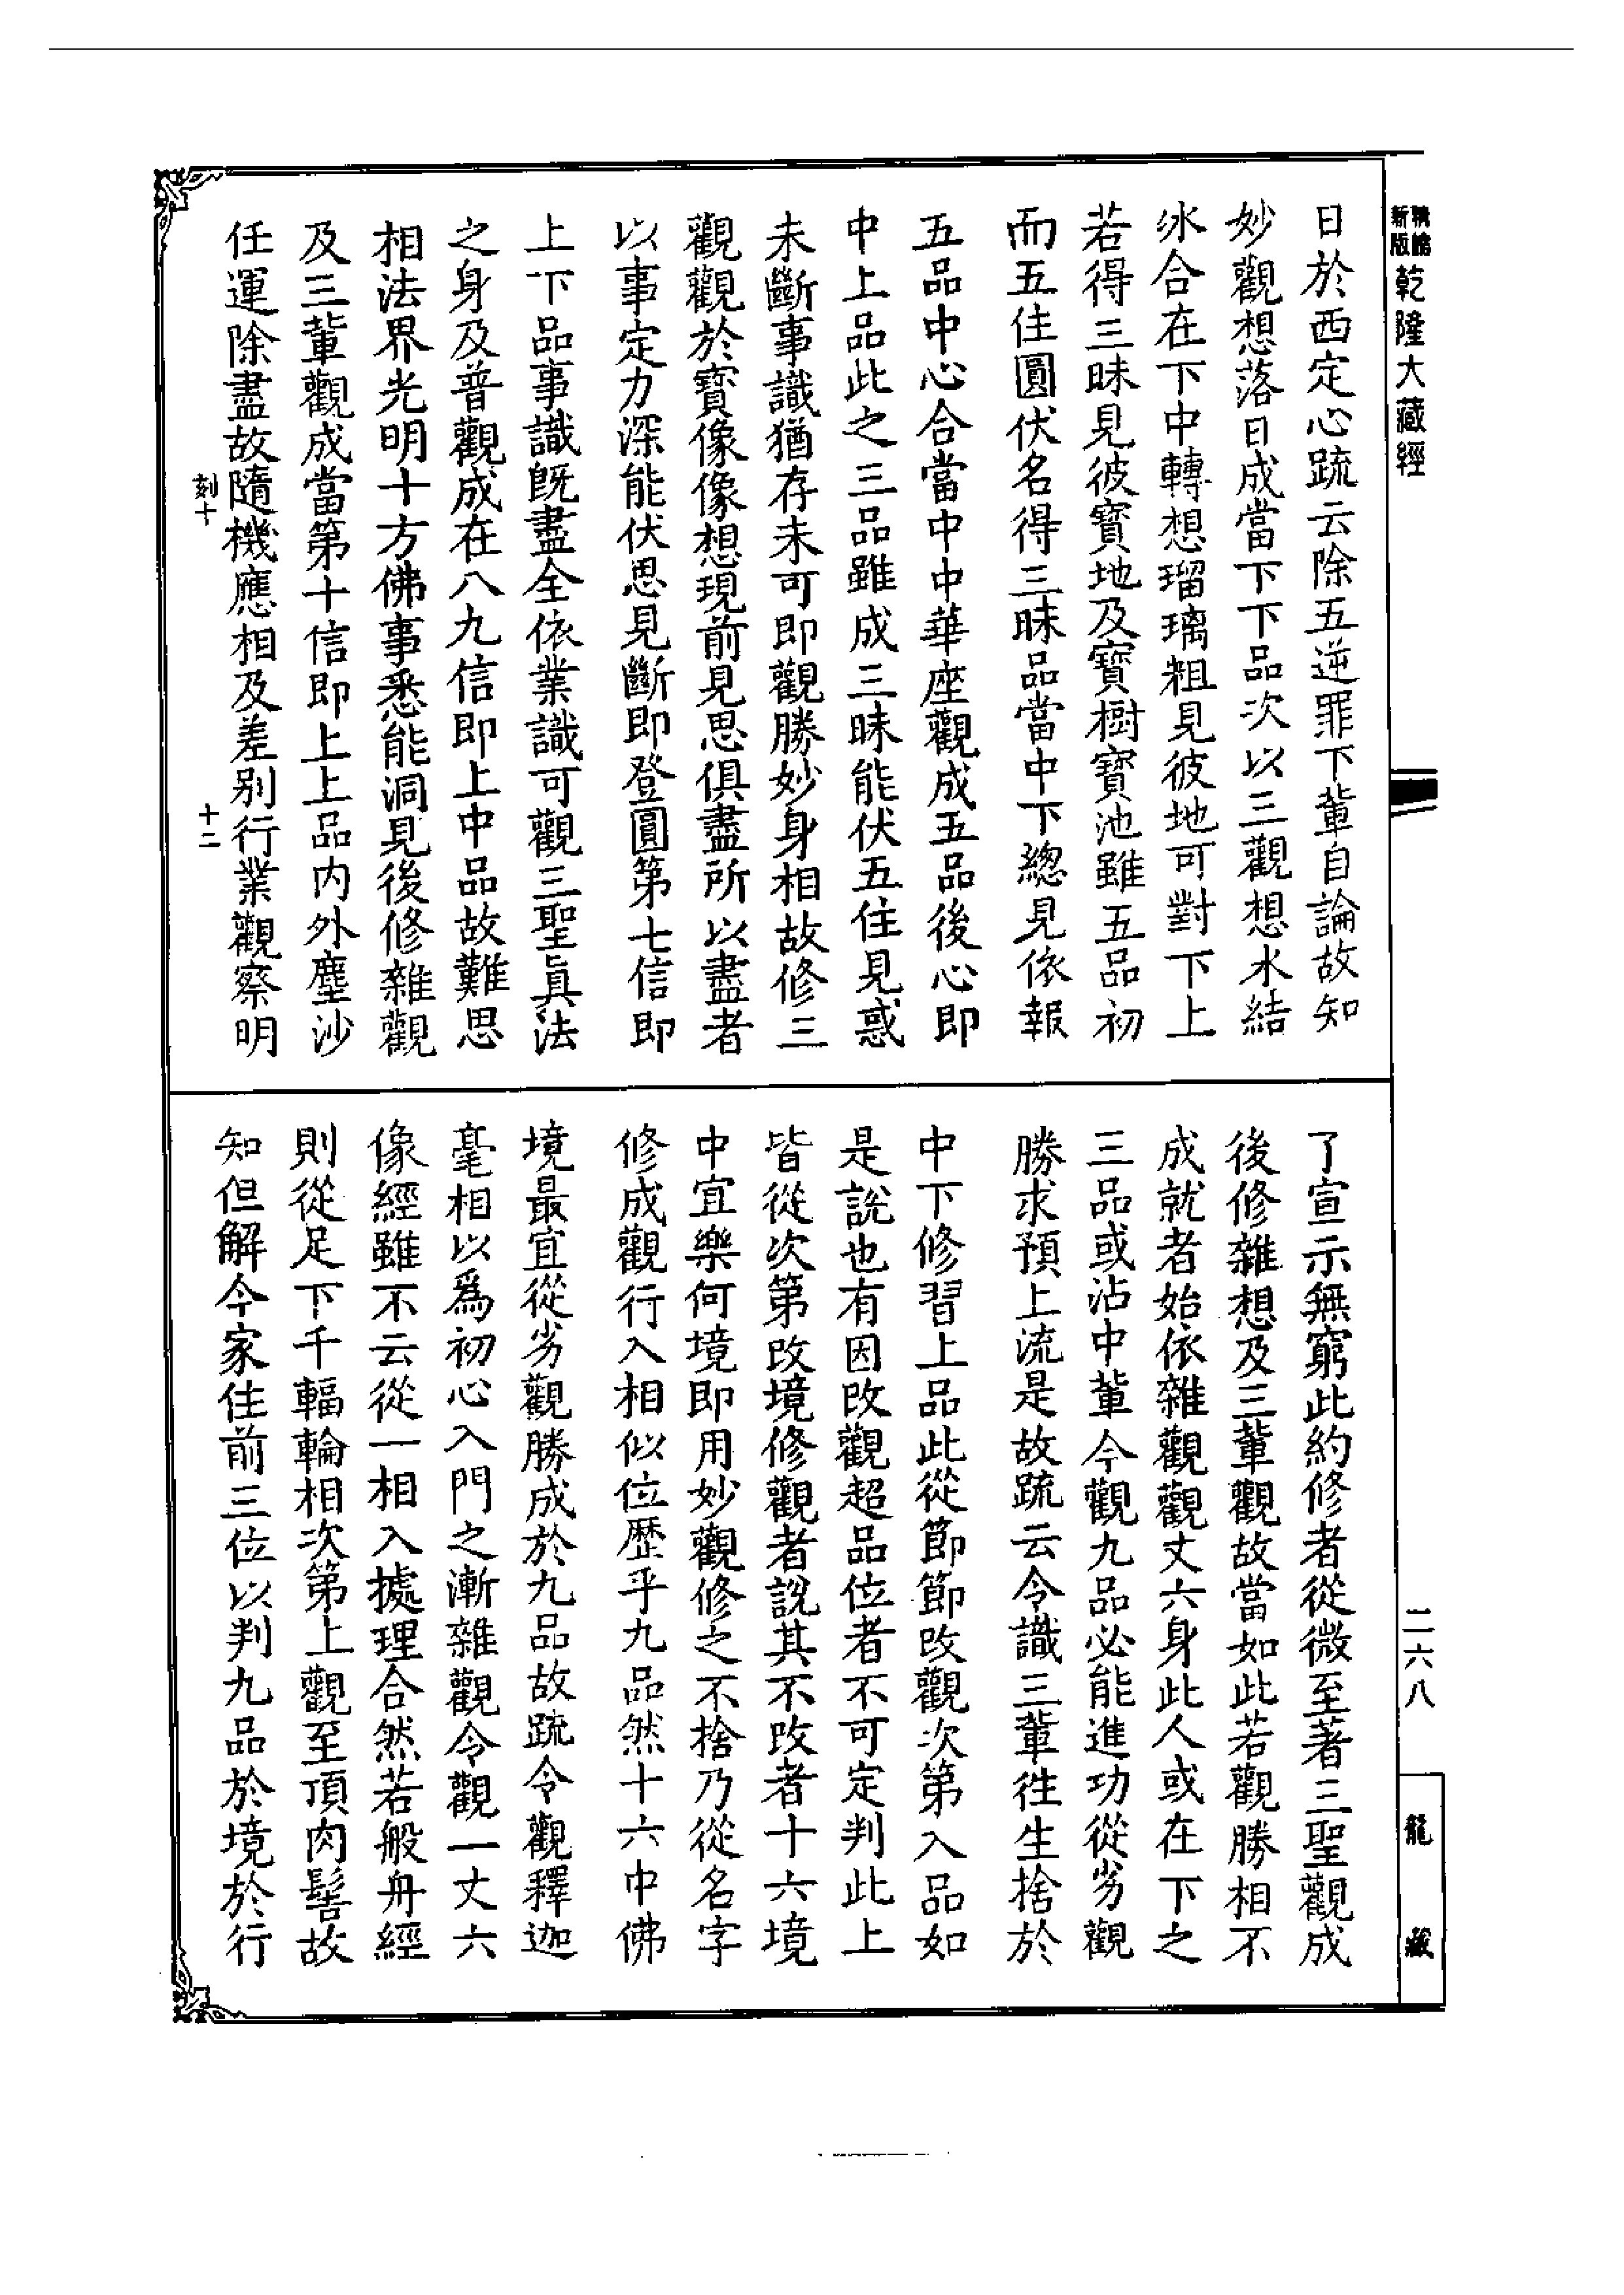 日於西定心䟽云除五逆罪下軰自論故知
妙觀想落日成當下下品次以三觀想水結
氷合在下中轉想瑠璃粗見彼地可對下上
若得三昧見彼寶地及寶樹寶池雖五品初
而五住圓伏名得三昧品當中下總見依報
五品中心合當中中華座觀成五品後心即
中上品此之三品雖成三昧能伏五住見惑
未斷事識猶存未可即觀勝妙身相故修三
觀觀於寶像像想現前見思俱盡所以盡者
以事定力深能伏思見斷即登圓第七信即
上下品事識旣盡全依業識可觀三聖眞法
之身及普觀成在八九信即上中品故難思
相法界光明十方佛事悉能洞見後修雜觀
及三軰觀成當第十信即上上品内外塵沙
任運除盡故隨機應相及差别行業觀察明
刻十
十二
了宣示無窮此約修者從微至著三聖觀成
後修雜想及三軰觀故當如此若觀勝相不
成就者始依雜觀觀丈六身此人或在下之
三品或沾中軰今觀九品必能進功從劣觀
勝求預上流是故䟽云令識三軰徃生捨於
中下修習上品此從節節改觀次第入品如
是說也有因改觀超品位者不可定判此上
皆從次第改境修觀者說其不改者十六境
中宜樂何境即用妙觀修之不捨乃從名字
修成觀行入相似位歷乎九品然十六中佛
境最宜從劣觀勝成於九品故䟽令觀釋迦
毫相以爲初心入門之漸雜觀令觀一丈六
像經雖不云從一相入據理合然若般舟經
則從足下千輻輪相次第上觀至頂肉髻故
知但解今家住前三位以判九品於境於行
新版
乾隆大藏經
二六八
龍藏